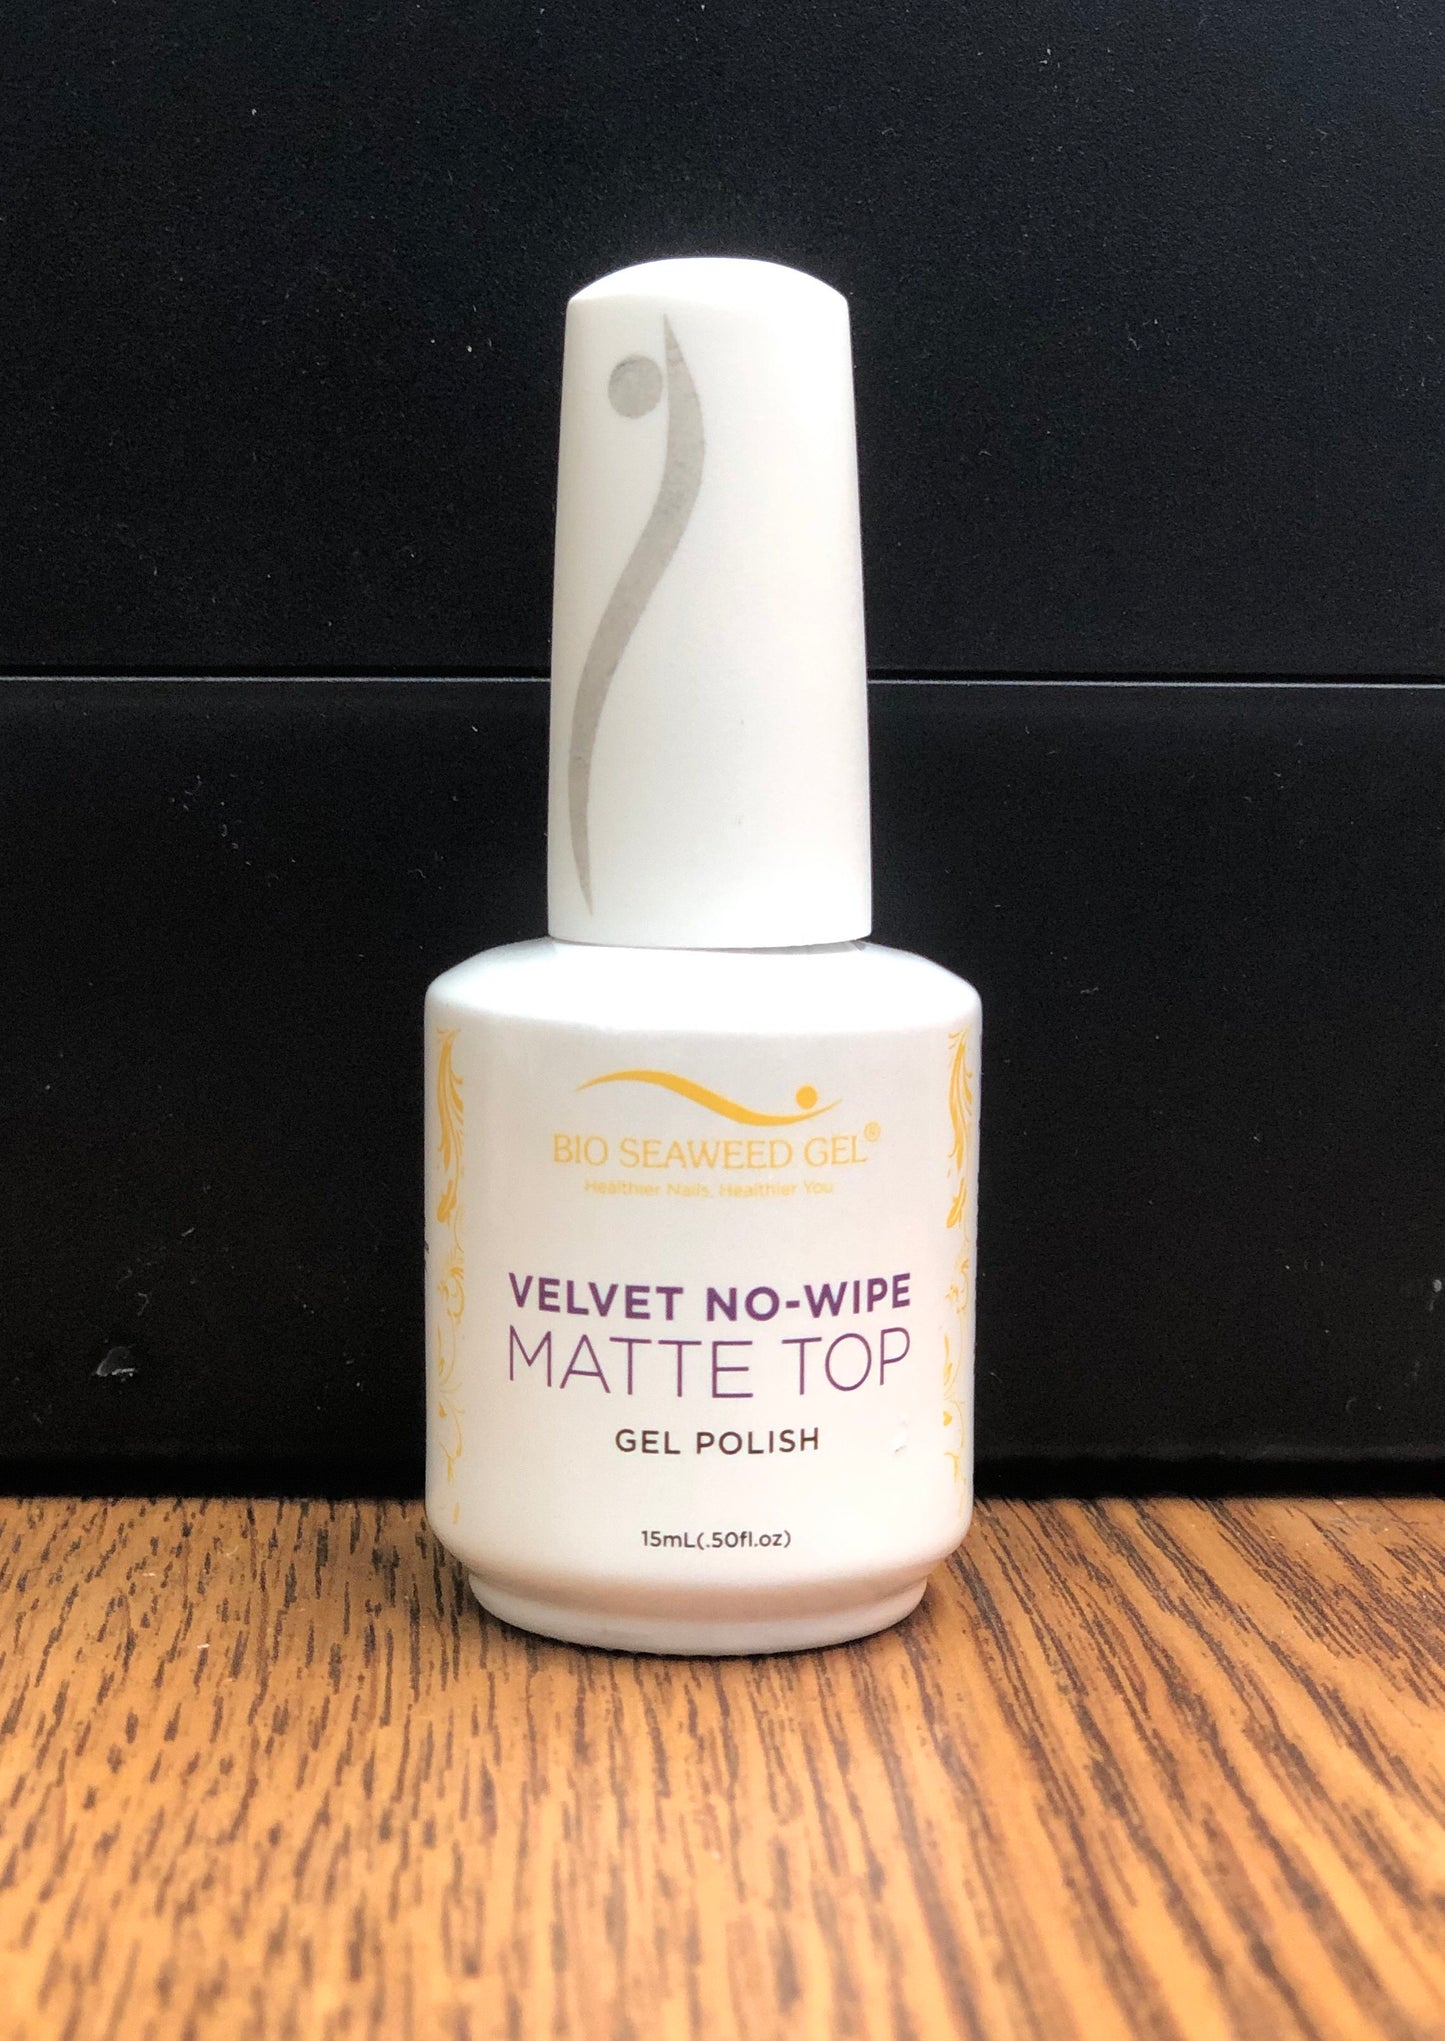 BIO SEAWEED GEL®
Healthier Nails, Healthier You
VELVET NO-WIPE
MATTE TOP
GEL POLISH
15mL(.50fl.oz)